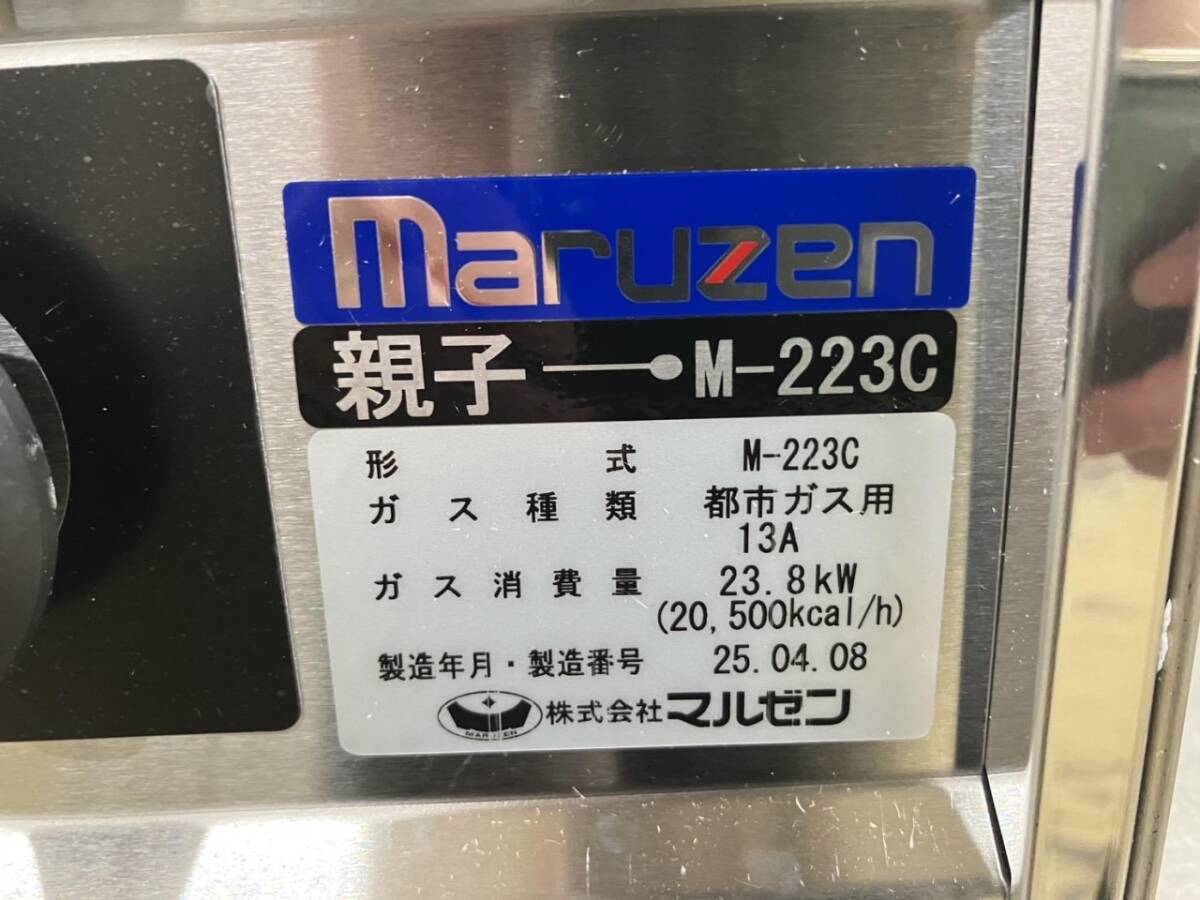 maruzen
親子 M-223C
形式 M-223C
ガス種類 都市ガス用
13A
ガス消費量 23.8kW
(20,500kcal/h)
製造年月・製造番号 25.04.08
MARUZEN 株式会社マルゼン